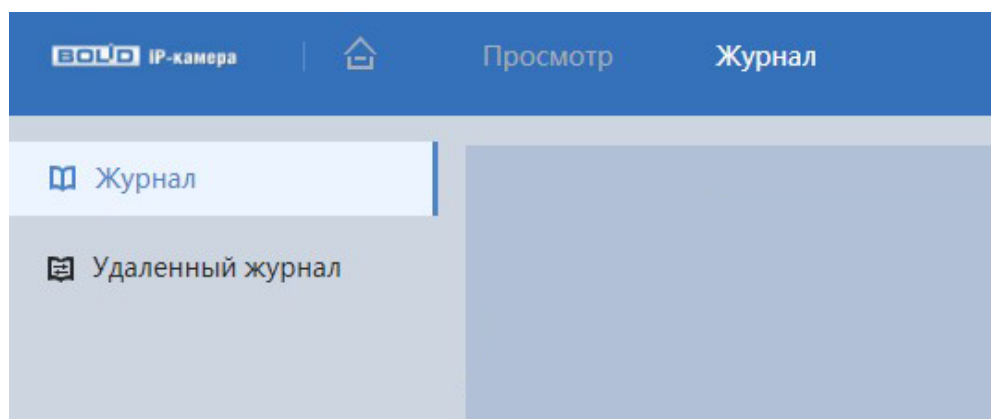 BOLID IP-камера
Просмотр
Журнал
Журнал
Удаленный журнал